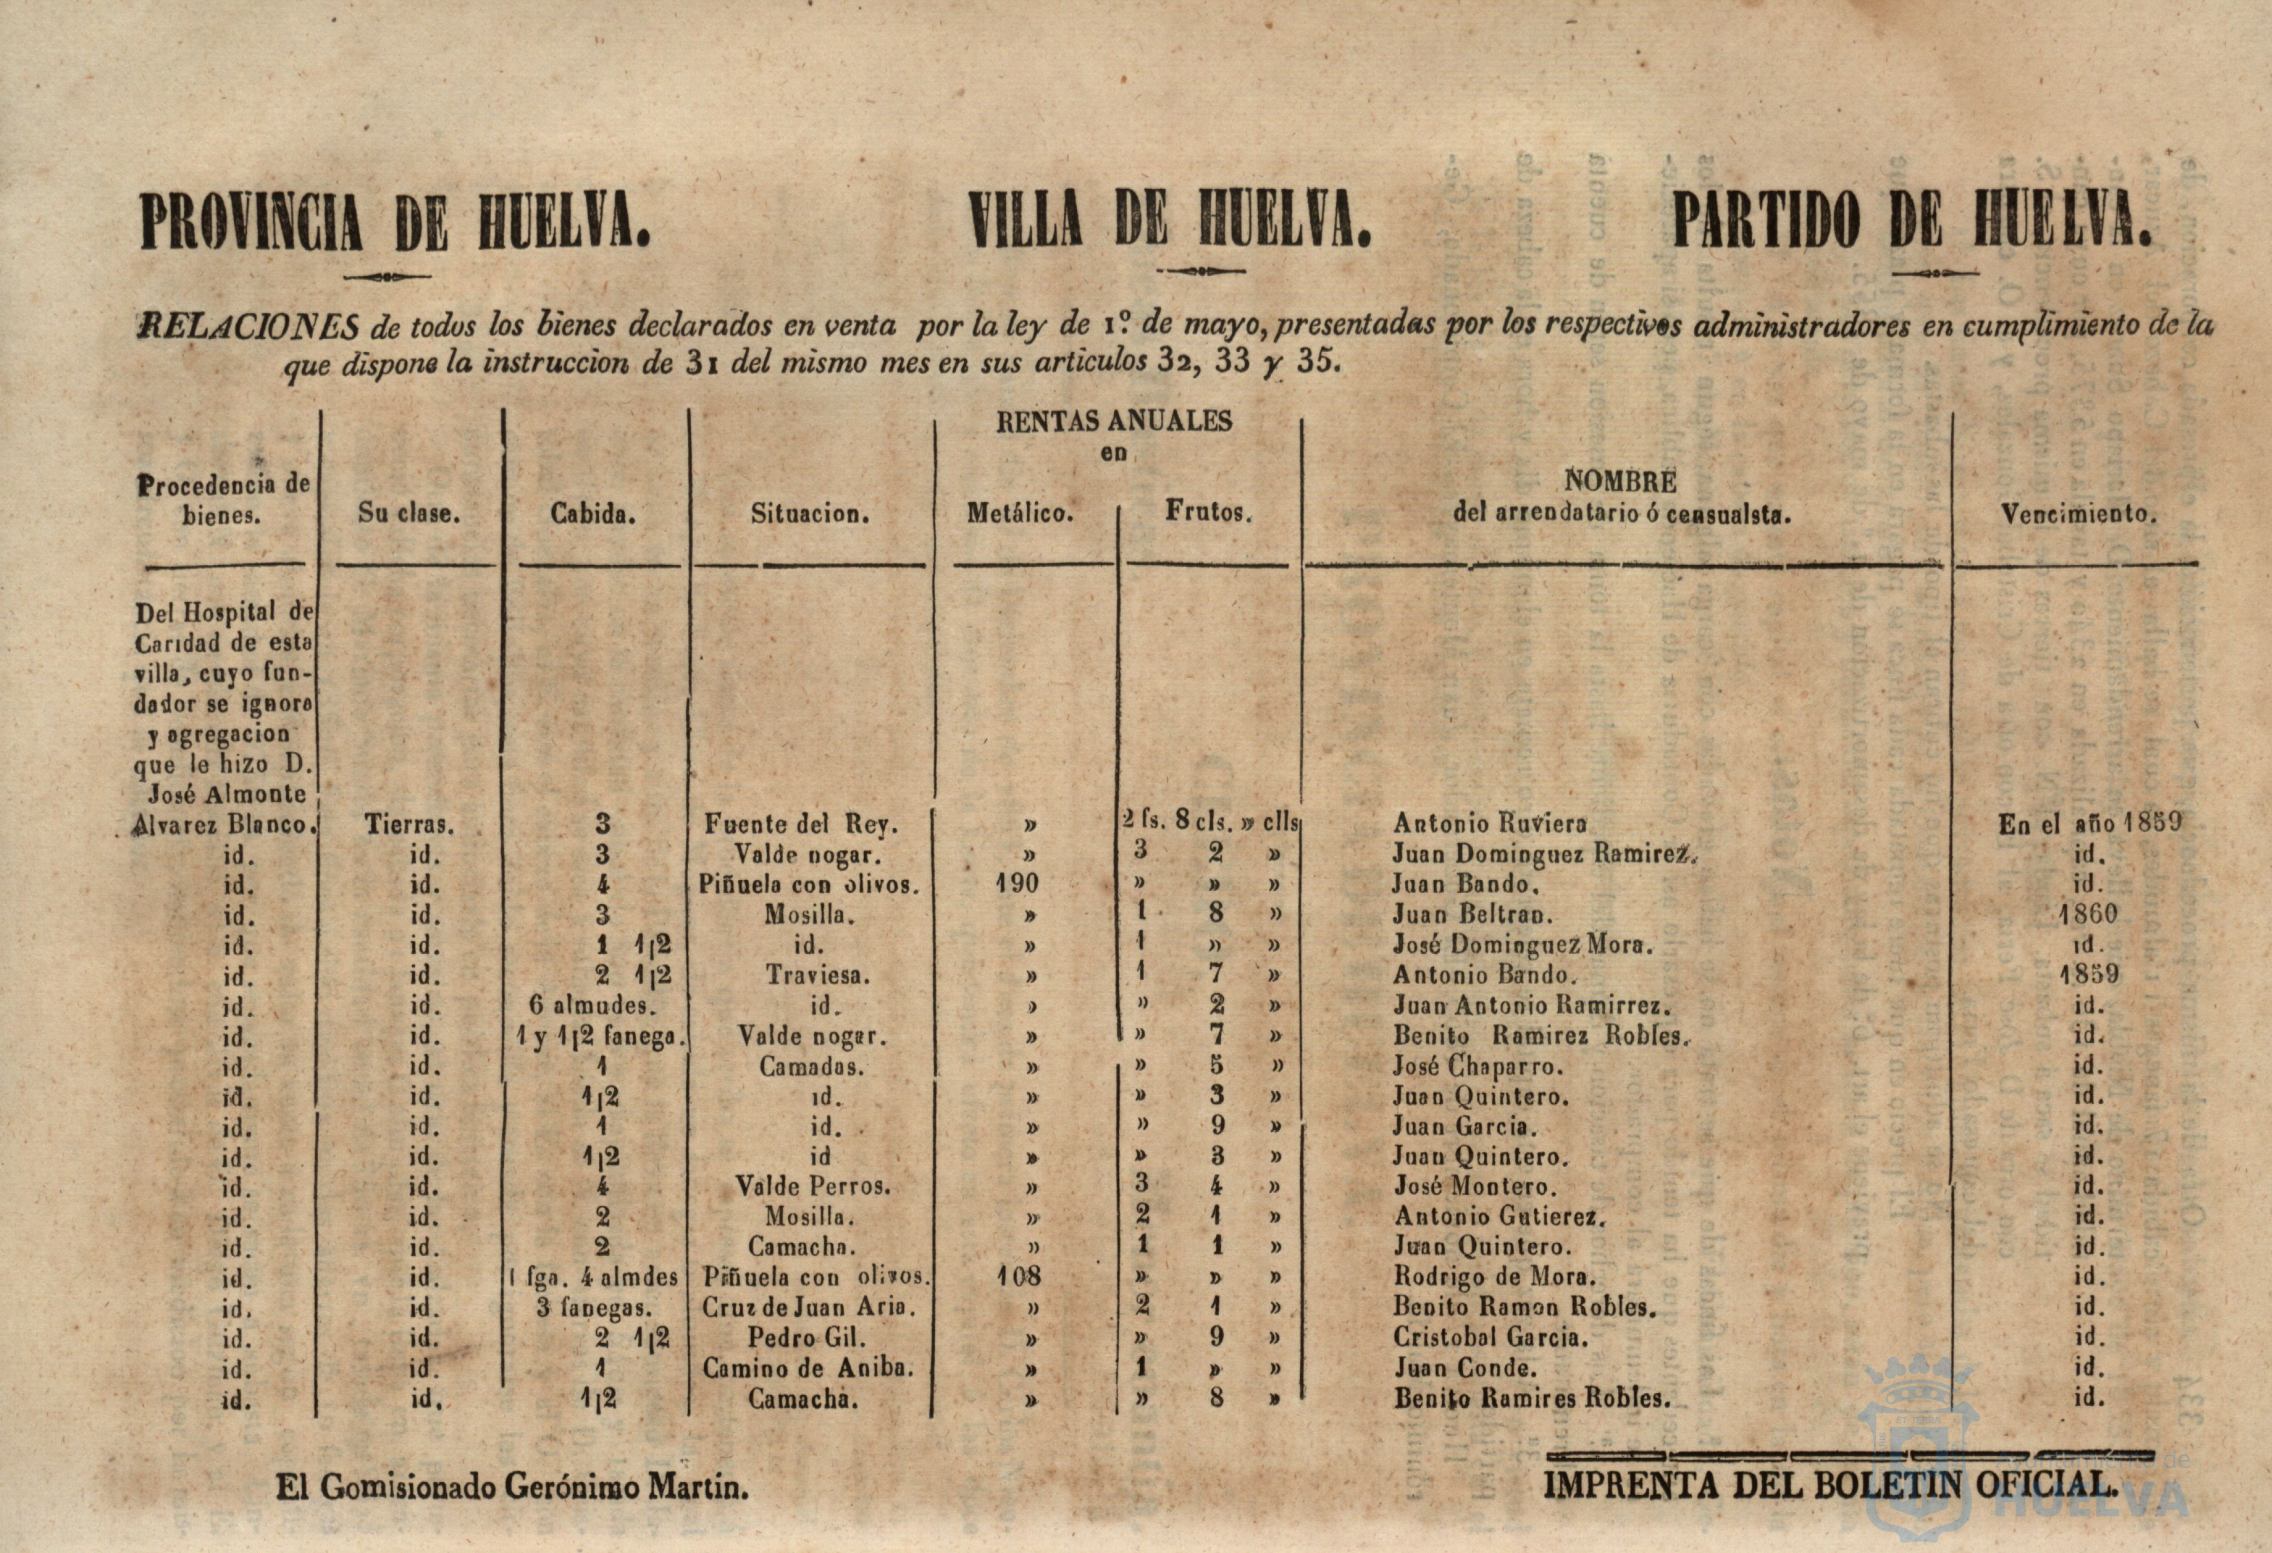 PROVINCIA DE HUELVA. VILLA DE HUELVA. PARTIDO DE HUELVA.
RELACIONES de todos los bienes declarados en venta por la ley de 1º. de mayo, presentadas por los respectivos administradores en cumplimiento de la
que dispone la instruccion de 31 del mismo mes en sus articulos 32, 33 y 35.
RENTAS ANUALES
en
Procedencia de
bienes.
Su clase. Cabida. Situacion. Metálico. Frutos.
NOMBRE
del arrendatario ó censualsta.
Vencimiento.
Del Hospital de
Caridad de esta
villa, cuyo fun-
dador se ignora
y agregacion
que le hizo D.
José Almonte
Alvarez Blanco. Tierras. 3 Fuente del Rey. » 2 fs. 8 cls. » clls Antonio Ruviera En el año 1859
id. id. 3 Valde nogar. » 3 2 » Juan Dominguez Ramirez. id.
id. id. 4 Piñuela con olivos. 190 » » » Juan Bando. id.
id. id. 3 Mosilla. » 1 8 » Juan Beltran. 1860
id. id. 1 1|2 id. » 1 » » José Dominguez Mora. id.
id. id. 2 1|2 Traviesa. » 1 7 » Antonio Bando. 1859
id. id. 6 almudes. id. » » 2 » Juan Antonio Ramirrez. id.
id. id. 1 y 1|2 fanega. Valde nogar. » » 7 » Benito Ramirez Robles. id.
id. id. 1 Camadas. » » 5 » José Chaparro. id.
id. id. 1|2 id. » » 3 » Juan Quintero. id.
id. id. 1 id. » » 9 » Juan Garcia. id.
id. id. 1|2 id » » 3 » Juan Quintero. id.
id. id. 4 Valde Perros. » 3 4 » José Montero. id.
id. id. 2 Mosilla. » 2 1 » Antonio Gutierez. id.
id. id. 2 Camacha. » 1 1 » Juan Quintero. id.
id. id. 1 fga. 4 almdes Piñuela con olivos. 108 » » » Rodrigo de Mora. id.
id. id. 3 fanegas. Cruz de Juan Aria. » 2 1 » Benito Ramon Robles. id.
id. id. 2 1|2 Pedro Gil. » » 9 » Cristobal Garcia. id.
id. id. 1 Camino de Aniba. » 1 » » Juan Conde. id.
id. id. 1|2 Camacha. » » 8 » Benito Ramires Robles. id.
El Gomisionado Gerónimo Martin. IMPRENTA DEL BOLETIN OFICIAL.
de
HUELVA